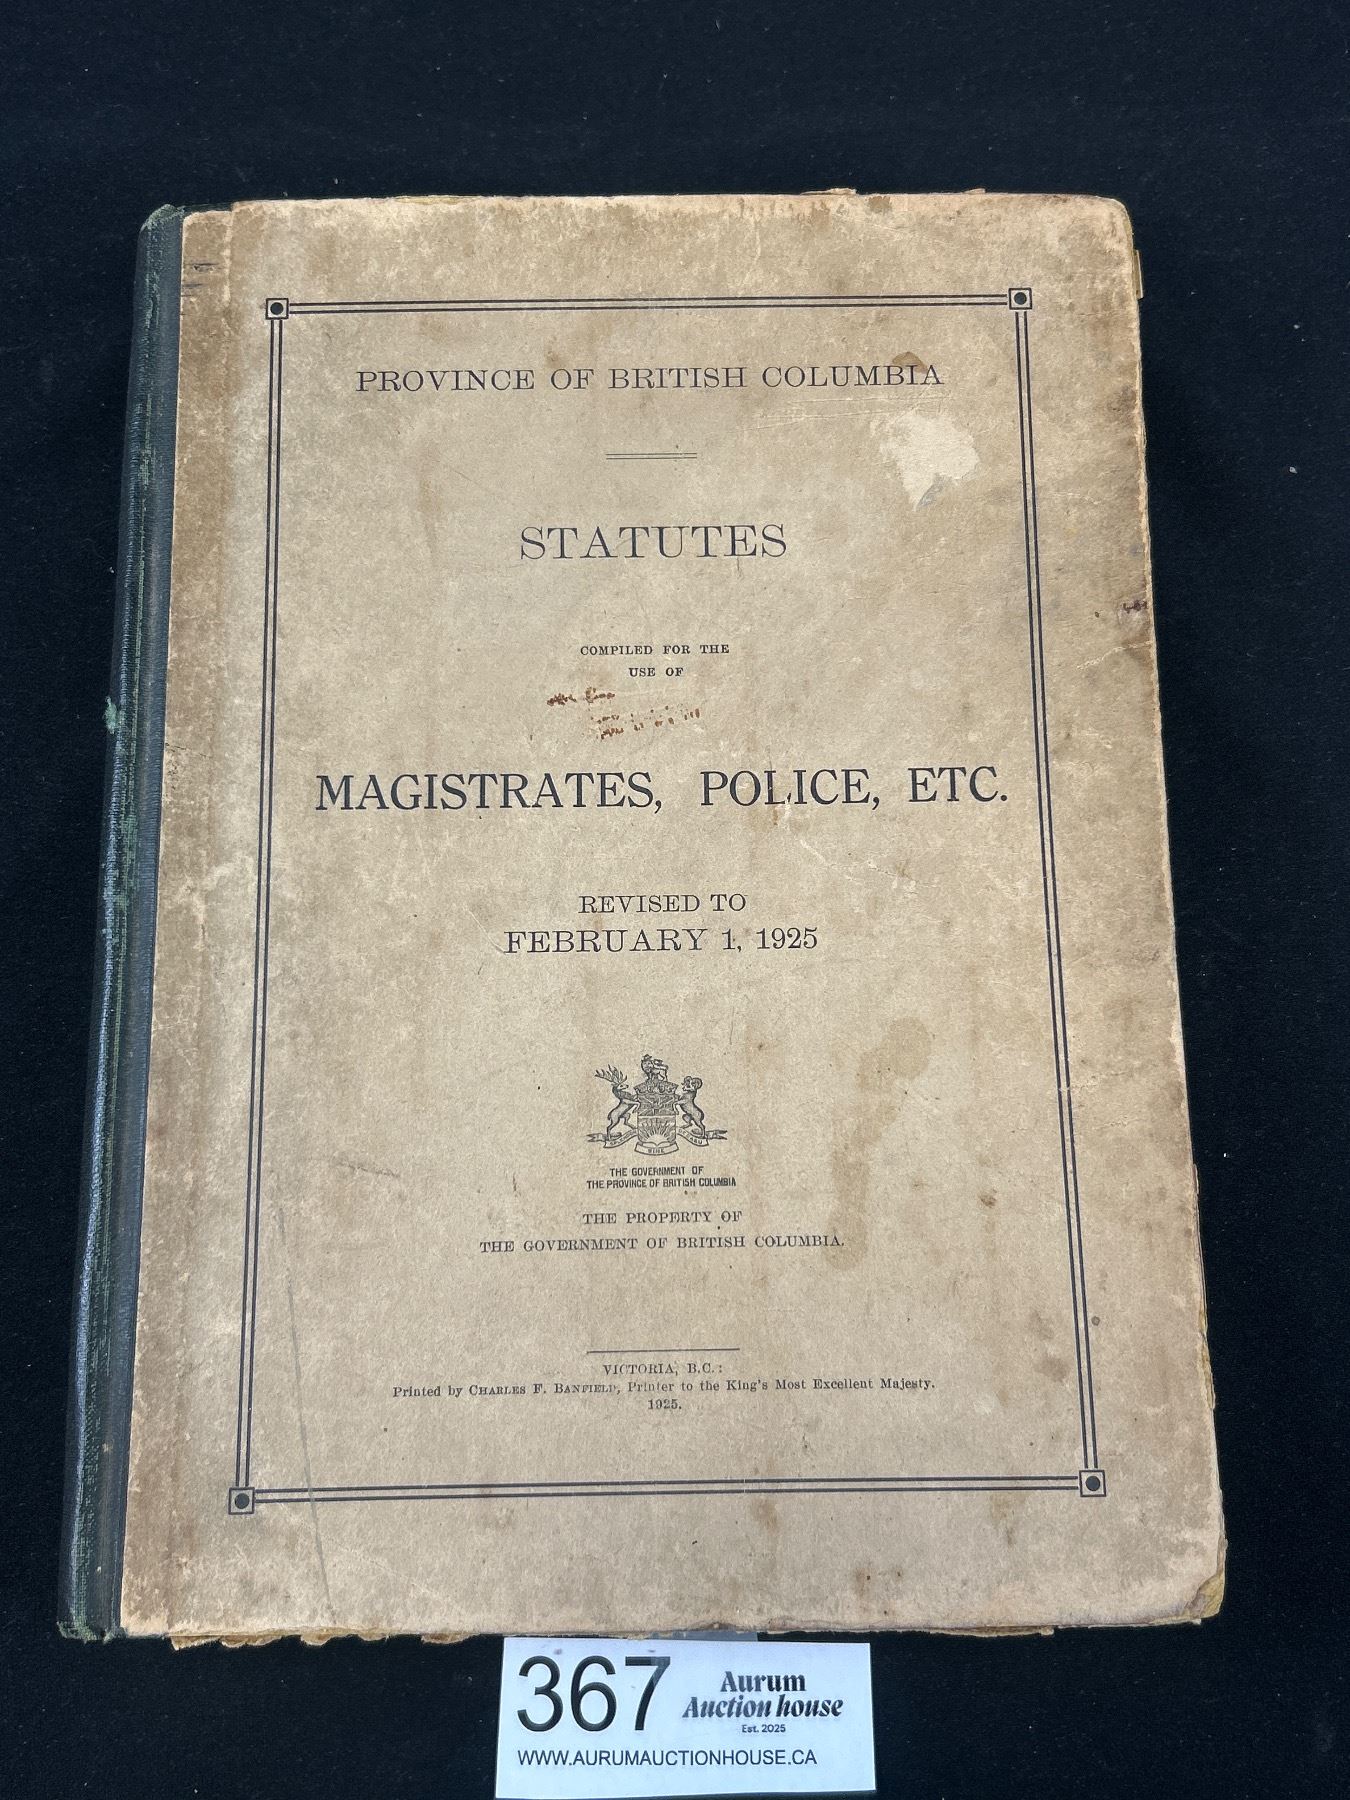 PROVINCE OF BRITISH COLUMBIA
STATUTES
COMPILED FOR THE
USE OF
MAGISTRATES, POLICE, ETC.
REVISED TO
FEBRUARY 1, 1925
THE GOVERNMENT OF
THE PROVINCE OF BRITISH COLUMBIA
THE PROPERTY OF
THE GOVERNMENT OF BRITISH COLUMBIA.
VICTORIA, B.C.:
Printed by CHARLES F. BANFIELD, Printer to the King's Most Excellent Majesty.
1925.
367
Aurum
Auction house
Est. 2025
WWW.AURUMAUCTIONHOUSE.CA